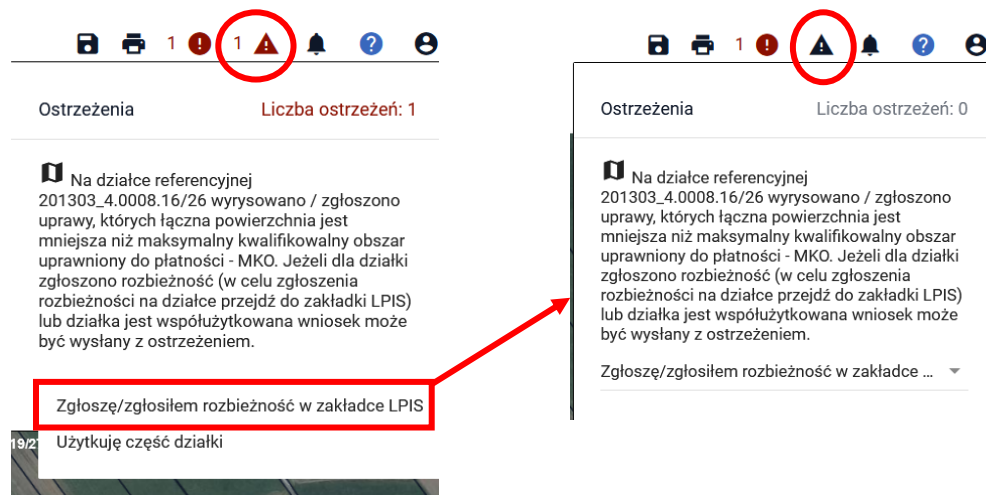 1 1 ?
Ostrzeżenia Liczba ostrzeżeń: 1
Na działce referencyjnej
201303_4.0008.16/26 wyrysowano / zgłoszono
uprawy, których łączna powierzchnia jest
mniejsza niż maksymalny kwalifikowalny obszar
uprawniony do płatności - MKO. Jeżeli dla działki
zgłoszono rozbieżność (w celu zgłoszenia
rozbieżności na działce przejdź do zakładki LPIS)
lub działka jest współużytkowana wniosek może
być wysłany z ostrzeżeniem.
Zgłoszę/zgłosiłem rozbieżność w zakładce LPIS
19/2
Użytkuję część działki
1 ?
Ostrzeżenia Liczba ostrzeżeń: 0
Na działce referencyjnej
201303_4.0008.16/26 wyrysowano / zgłoszono
uprawy, których łączna powierzchnia jest
mniejsza niż maksymalny kwalifikowalny obszar
uprawniony do płatności - MKO. Jeżeli dla działki
zgłoszono rozbieżność (w celu zgłoszenia
rozbieżności na działce przejdź do zakładki LPIS)
lub działka jest współużytkowana wniosek może
być wysłany z ostrzeżeniem.
Zgłoszę/zgłosiłem rozbieżność w zakładce ...